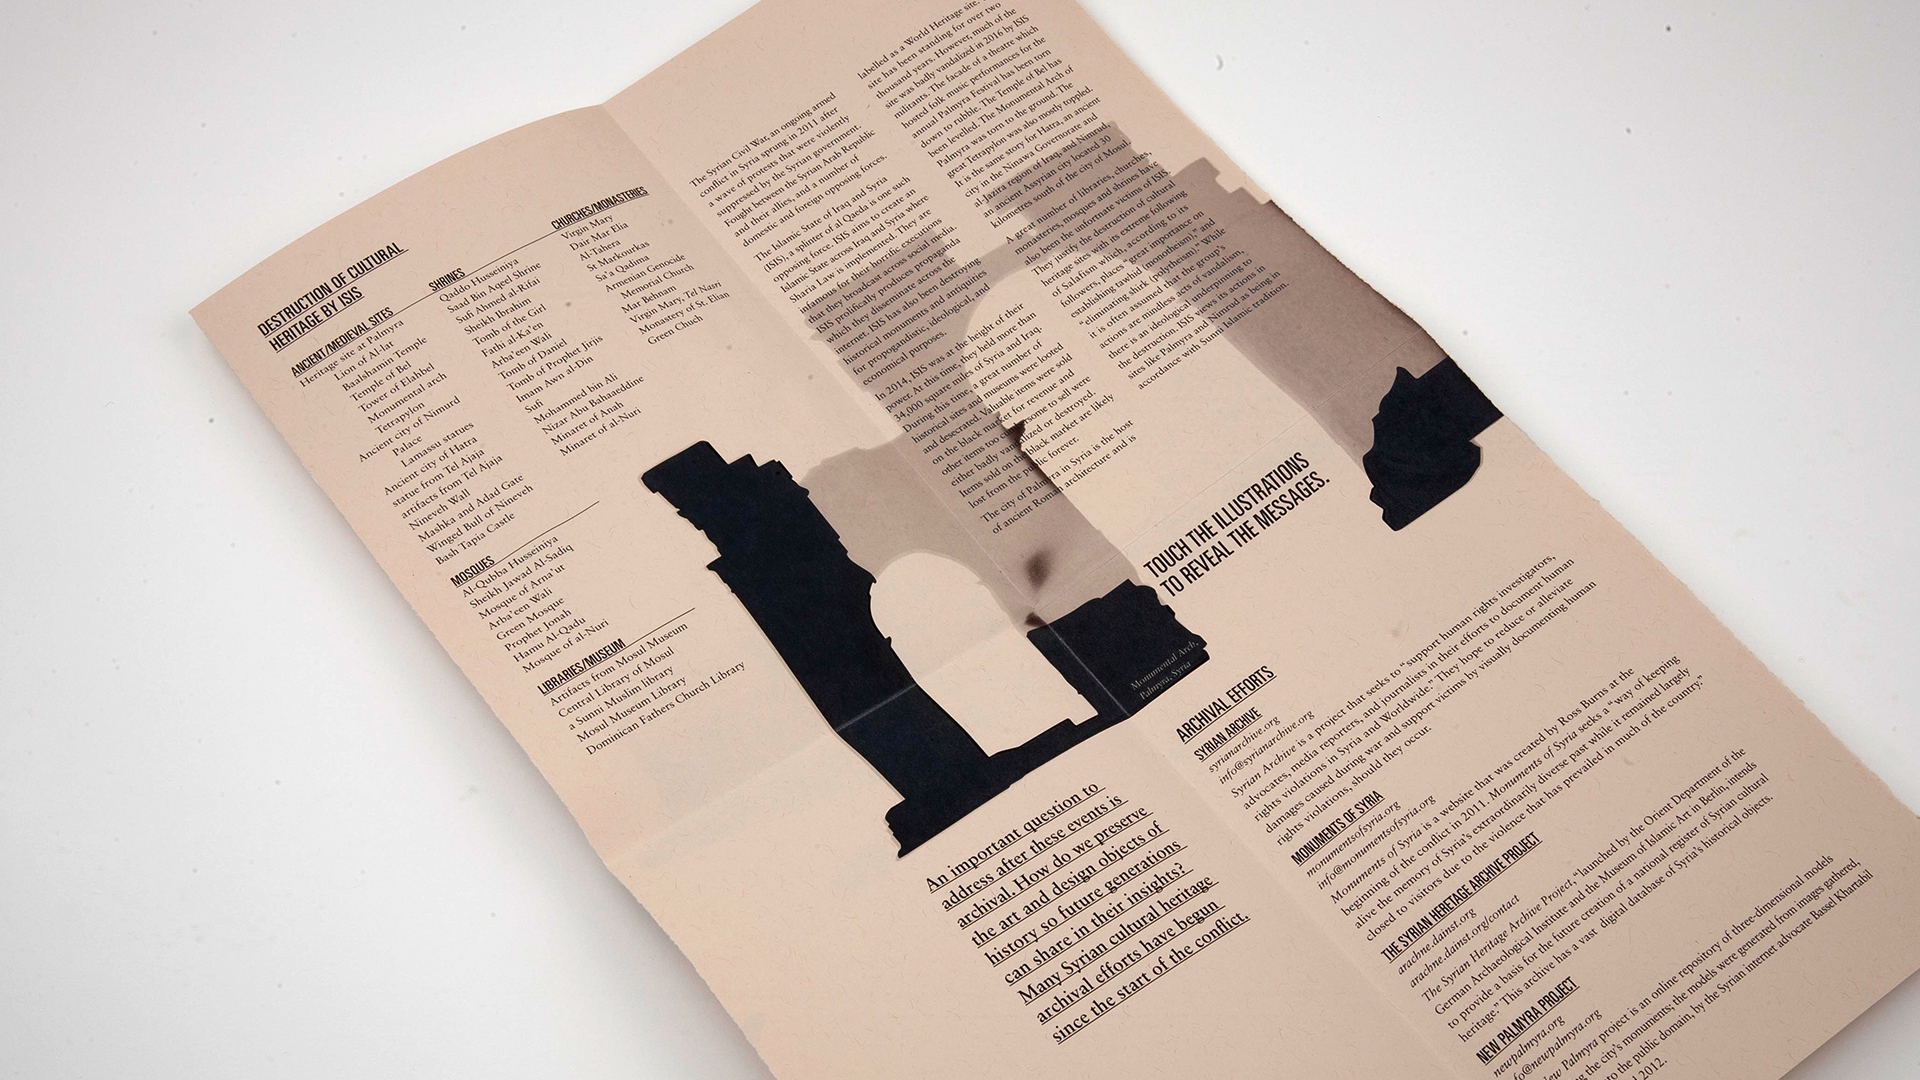 DESTRUCTION OF CULTURAL
HERITAGE BY ISIS
ANCIENT/MEDIEVAL SITES
Heritage site at Palmyra
Lion of Al-lat
Baalshamin Temple
Temple of Bel
Tower of Elahbel
Monumental arch
Tetrapylon
Ancient city of Nimurd
Palace
Lamassu statues
Ancient city of Hatra
statue from Tel Ajaja
artifacts from Tel Ajaja
Nineveh Wall
Mashka and Adad Gate
Winged Bull of Nineveh
Bash Tapia Castle
MOSQUES
Al-Qubba Husseiniya
Sheikh Jawad Al-Sadiq
Mosque of Arna'ut
Arba'een Wali
Green Mosque
Prophet Jonah
Hamu Al-Qadu
Mosque of al-Nuri
LIBRARIES/MUSEUM
Artifacts from Mosul Museum
Central Library of Mosul
a Sunni Muslim library
Mosul Museum Library
Dominican Fathers Church Library
SHRINES
Qaddo Husseiniya
Saad Bin Aqeel Shrine
Sufi Ahmed al-Rifai
Sheikh Ibrahim
Tomb of the Girl
Fathi al-Ka'en
Arba'een Wali
Tomb of Daniel
Tomb of Prophet Jirjis
Imam Awn al-Din
Sufi
Mohammed bin Ali
Nizar Abu Bahaaeddine
Minaret of Anah
Minaret of al-Nuri
CHURCHES/MONASTERIES
Virgin Mary
Dair Mar Elia
Al-Tahera
St Markourkas
Sa'a Qadima
Armenian Genocide
Memorial Church
Mar Behnam
Virgin Mary, Tel Nasri
Monastery of St. Elian
Green Chuch
The Syrian Civil War, an ongoing armed
conflict in Syria sprung in 2011 after
a wave of protests that were violently
suppressed by the Syrian government.
Fought between the Syrian Arab Republic
and their allies, and a number of
domestic and foreign opposing forces.
The Islamic State of Iraq and Syria
(ISIS), a splinter of al Qaeda is one such
opposing force. ISIS aims to create an
Islamic State across Iraq and Syria where
Sharia Law is implemented. They are
famous for their horrific executions
that they broadcast across social media.
ISIS prolifically produces propaganda
which they disseminate across the
internet. ISIS has also been destroying
historical monuments and antiquities
for propogandistic, ideological, and
economical purposes.
2014, ISIS was at the height of their
power. At this time, they held more than
34,000 square miles of Syria and Iraq.
During this time, a great number of
historical sites and museums were looted
and desecrated. Valuable items were sold
on the black market for revenue and
other items too some to sell were
either badly vandalized or destroyed.
Items sold on the black market are likely
lost from the lic forever.
The city of Palmyra in Syria is the host
of ancient Roman architecture and is
labelled as a World Heritage site.
site has been standing for over two
thousand years. However, much of the
site was badly vandalized in 2016 by ISIS
militants. The facade of a theatre which
hosted folk music performances for the
annual Palmyra Festival has been torn
down to rubble. The Temple of Bel has
been levelled. The Monumental Arch of
Palmyra was torn to the ground. The
great Tetrapylon was also mostly toppled.
It is the same story for Hatra, an ancient
city in the Ninawa Governorate and
al-Jazira region of Iraq, and Nimrud,
an ancient Assyrian city located 30
kilometres south of the city of Mosul.
A great number of libraries, churches,
monasteries, mosques and shrines have
also been the unfortunate victims of ISIS.
They justify the destruction of cultural
heritage sites with its extreme following
of Salafism which, according to its
followers, places "great importance on
establishing tawhid (monotheism)," and
"eliminating shirk (polytheism)." While
it is often assumed that the group's
actions are mindless acts of vandalism,
there is an ideological underpinning to
the destruction. ISIS views its actions in
sites like Palmyra and Nimrud as being in
accordance with Sunni Islamic tradition.
TOUCH THE ILLUSTRATIONS
TO REVEAL THE MESSAGES.
Monumental Arch,
Palmyra, Syria
An important question to
address after these events is
archival. How do we preserve
the art and design objects of
history so future generations
can share in their insights?
Many Syrian cultural heritage
archival efforts have begun
since the start of the conflict.
ARCHIVAL EFFORTS
SYRIAN ARCHIVE
syrianarchive.org
info@syrianarchive.org
Syrian Archive is a project that seeks to "support human rights investigators,
advocates, media reporters, and journalists in their efforts to document human
rights violations in Syria and Worldwide." They hope to reduce or alleviate
damages caused during war and support victims by visually documenting human
rights violations, should they occur.
MONUMENTS OF SYRIA
monumentsofsyria.org
info@monumentsofsyria.org
Monuments of Syria is a website that was created by Ross Burns at the
beginning of the conflict in 2011. Monuments of Syria seeks a "way of keeping
alive the memory of Syria's extraordinarily diverse past while it remained largely
closed to visitors due to the violence that has prevailed in much of the country."
THE SYRIAN HERETAGE ARCHIVE PROJECT
arachne.dainst.org
arachne.dainst.org/contact
The Syrian Heritage Archive Project, "launched by the Orient Department of the
German Archaeological Institute and the Museum of Islamic Art in Berlin, intends
to provide a basis for the future creation of a national register of Syrian cultural
heritage." This archive has a vast digital database of Syria's historical objects.
NEW PALMYRA PROJECT
newpalmyra.org
fo@newpalmyra.org
New Palmyra project is an online repository of three-dimensional models
ing the city's monuments; the models were generated from images gathered,
to the public domain, by the Syrian internet advocate Bassel Khartabil
2012.